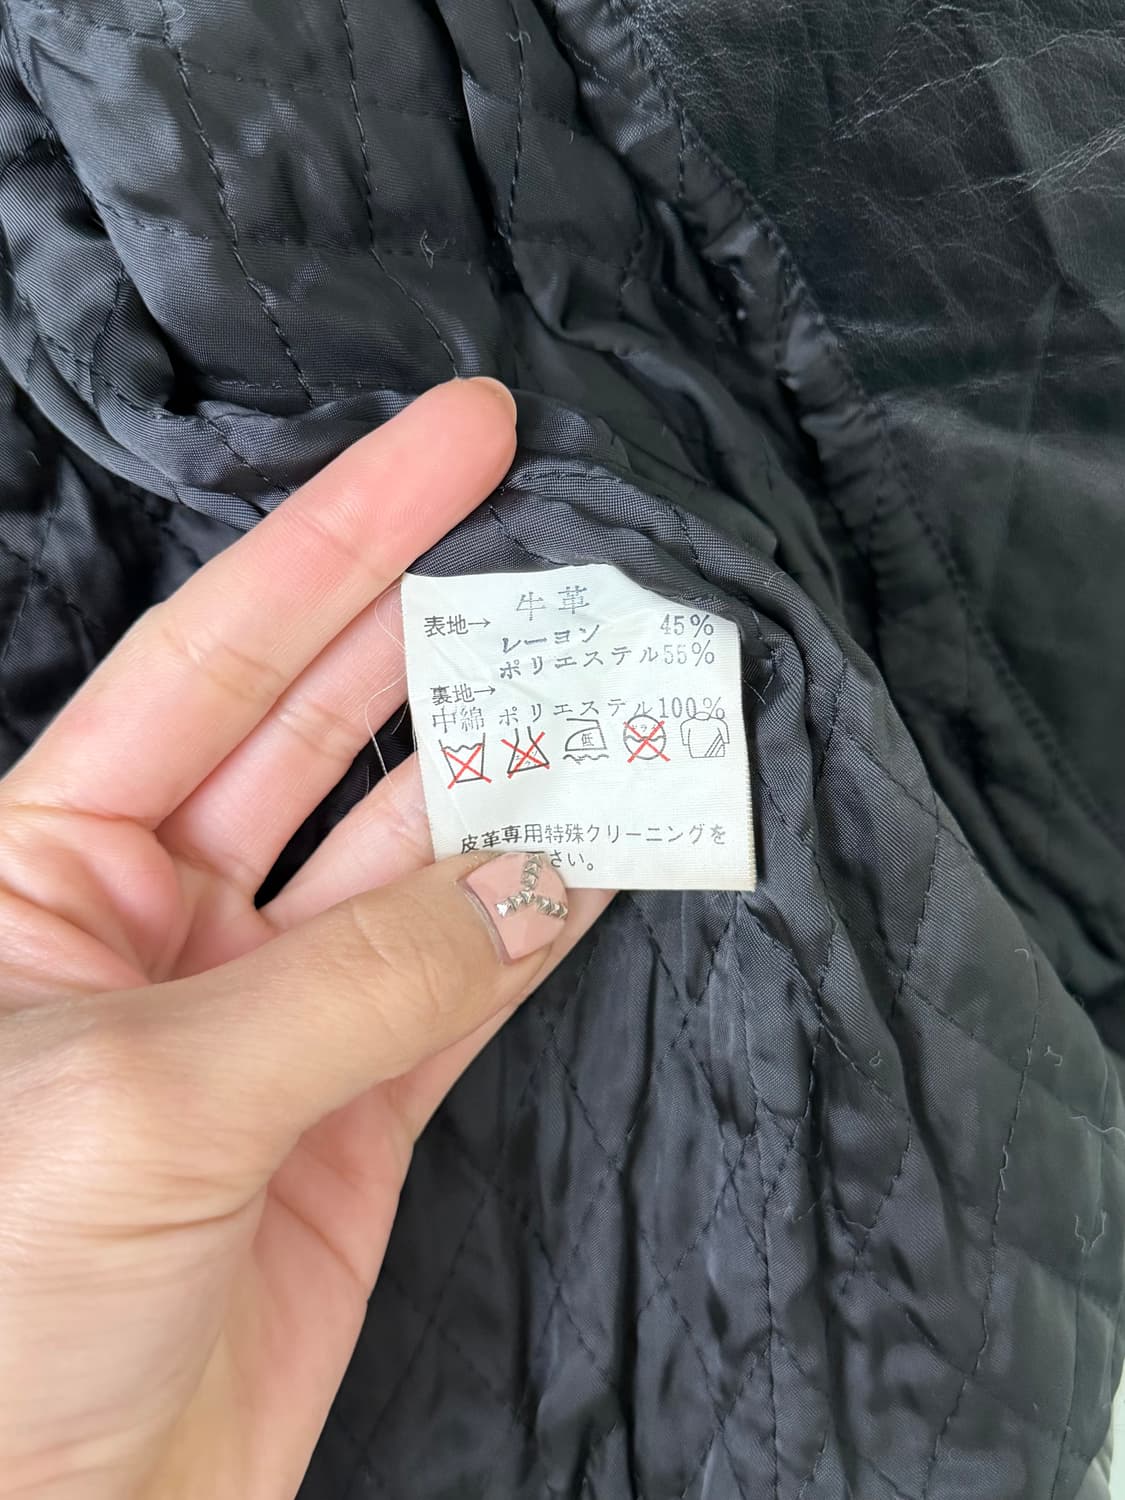 牛革
表地→
レーヨン 45%
ポリエステル55%
裏地→
中綿 ポリエステル100%
低
皮革専用特殊クリーニングを
さい。